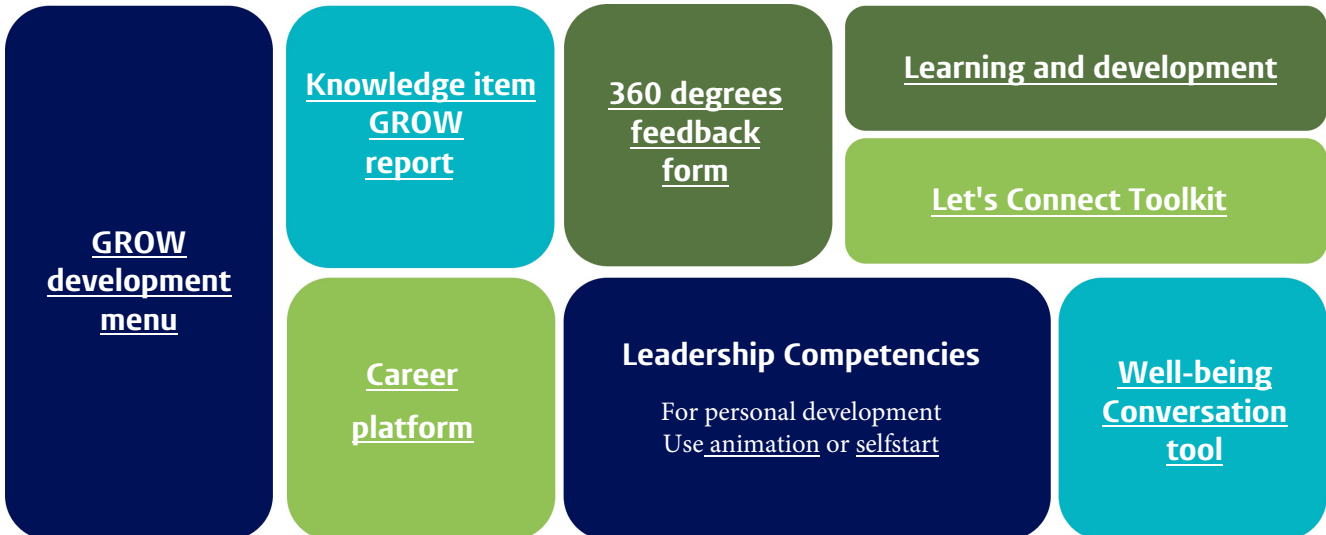 GROW
development
menu
Knowledge item
GROW
report
360 degrees
feedback
form
Learning and development
Let's Connect Toolkit
Career
platform
Leadership Competencies
For personal development
Use animation or selfstart
Well-being
Conversation
tool